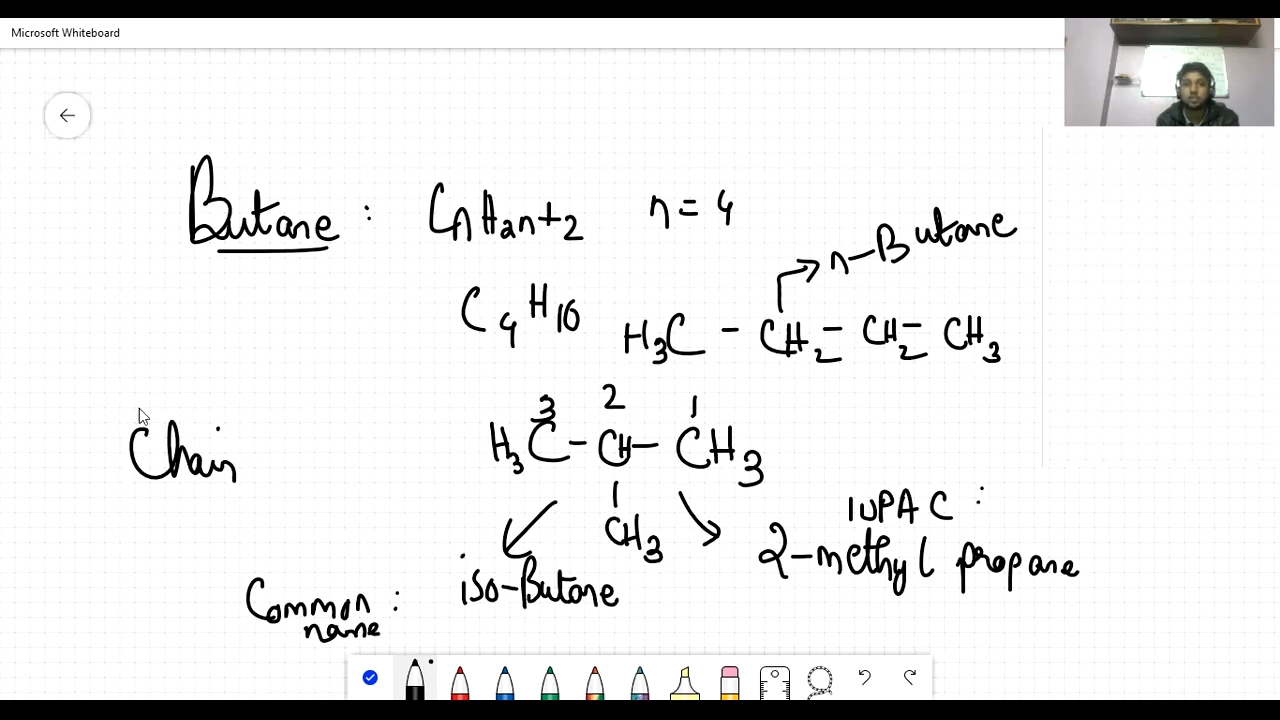 Microsoft Whiteboard
Butane : CnH2n+2 n = 4
n-Butane
C4H10
H3C - CH2 - CH2 - CH3
3 2 1
H3C - CH - CH3
Chain
|
CH3
IUPAC :
2-methyl propane
iso-Butane
Common name :